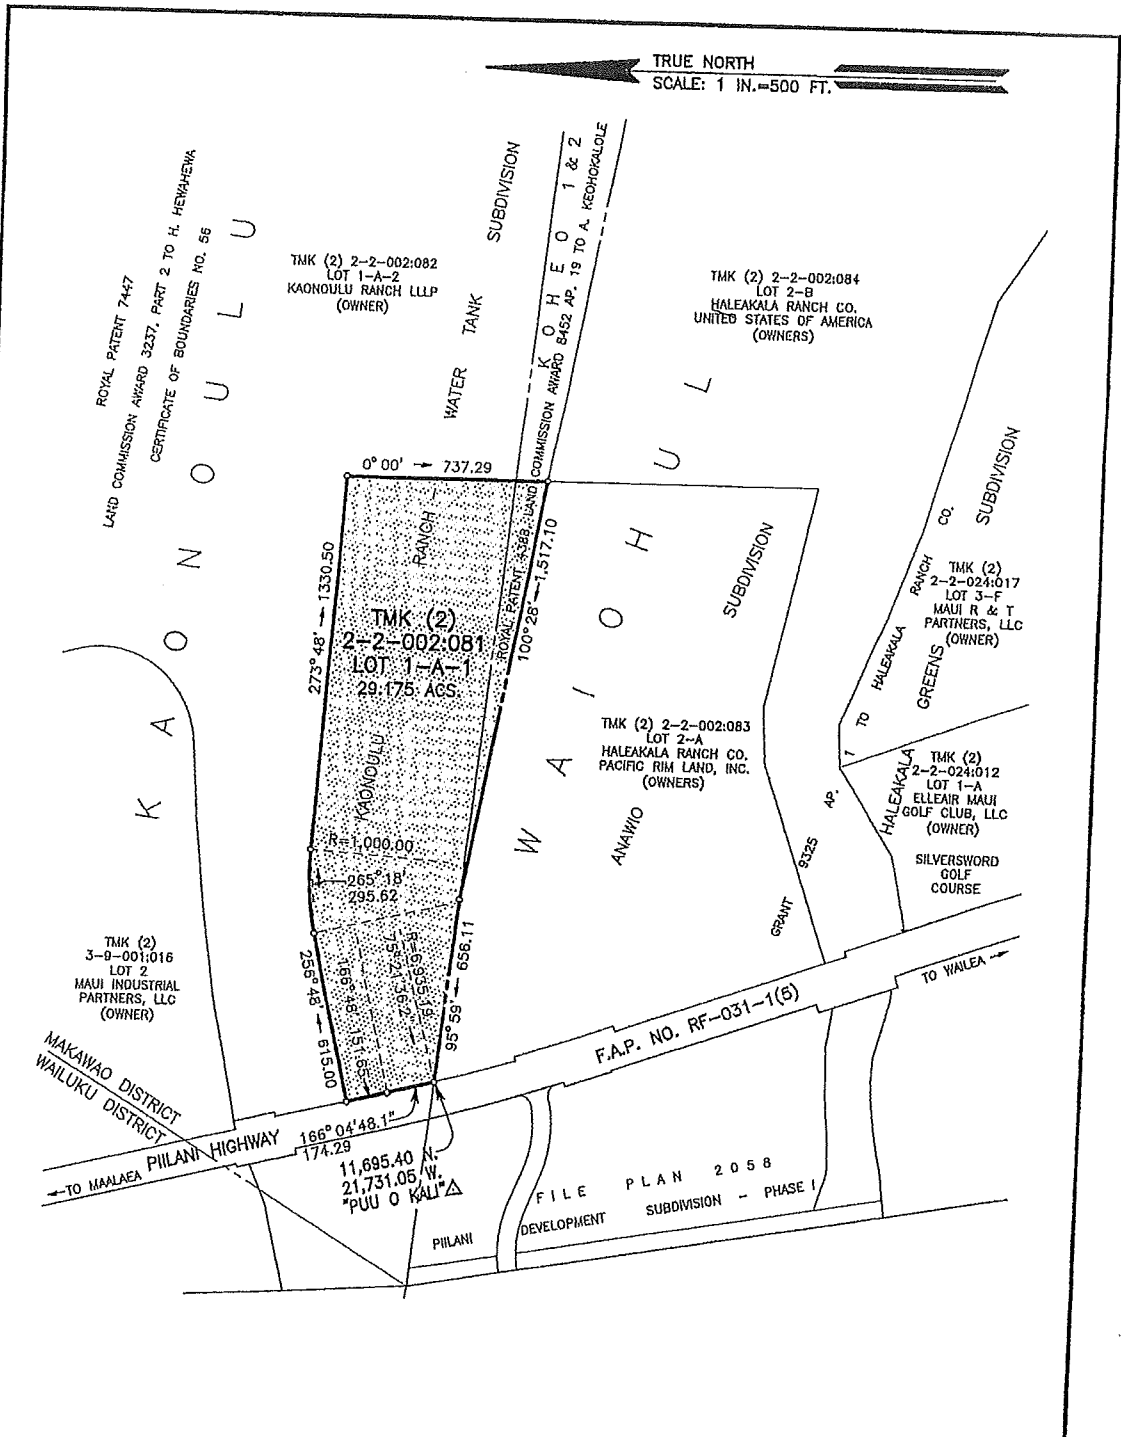 TRUE NORTH
SCALE: 1 IN.=500 FT.
ROYAL PATENT 7447
LAND COMMISSION AWARD 3237, PART 2 TO H. HEWAHEWA
CERTIFICATE OF BOUNDARIES NO. 56
KAONOULU
TMK (2) 2-2-002:082
LOT 1-A-2
KAONOULU RANCH LLLP
(OWNER)
WATER TANK SUBDIVISION
KOHEO 1 & 2
ROYAL PATENT 4388, LAND COMMISSION AWARD 8452 AP. 19 TO A. KEOHOKALOLE
TMK (2) 2-2-002:084
LOT 2-B
HALEAKALA RANCH CO.
UNITED STATES OF AMERICA
(OWNERS)
WAIOHULI
0° 00' 737.29
273° 48' 1330.50
KAONOULU RANCH
TMK (2)
2-2-002:081
LOT 1-A-1
29.175 ACS.
100° 28' 1,517.10
ANAWIO SUBDIVISION
TMK (2) 2-2-002:083
LOT 2-A
HALEAKALA RANCH CO.
PACIFIC RIM LAND, INC.
(OWNERS)
GRANT 9325 AP. 1 TO HALEAKALA RANCH CO.
HALEAKALA GREENS SUBDIVISION
TMK (2)
2-2-024:017
LOT 3-F
MAUI R & T
PARTNERS, LLC
(OWNER)
TMK (2)
2-2-024:012
LOT 1-A
ELLEAIR MAUI
GOLF CLUB, LLC
(OWNER)
SILVERSWORD
GOLF
COURSE
R=1,000.00
265° 18'
295.62
TMK (2)
3-9-001:016
LOT 2
MAUI INDUSTRIAL
PARTNERS, LLC
(OWNER)
256° 48' 615.00
166° 48' 151.65
95° 59' 656.11
MAKAWAO DISTRICT
WAILUKU DISTRICT
TO MAALAEA
PIILANI HIGHWAY
166° 04'48.1"
174.29
F.A.P. NO. RF-031-1(5)
TO WAILEA
11,695.40 N.
21,731.05 W.
"PUU O KALI"
FILE PLAN 2058
PIILANI DEVELOPMENT SUBDIVISION - PHASE I